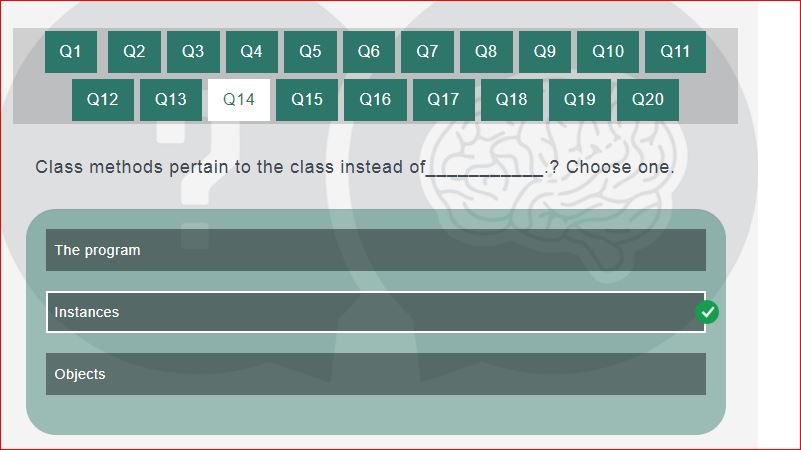 Q1 Q2 Q3 Q4 Q5 Q6 Q7 Q8 Q9 Q10 Q11
Q12 Q13 Q14 Q15 Q16 Q17 Q18 Q19 Q20
Class methods pertain to the class instead of___________.? Choose one.
The program
Instances
Objects